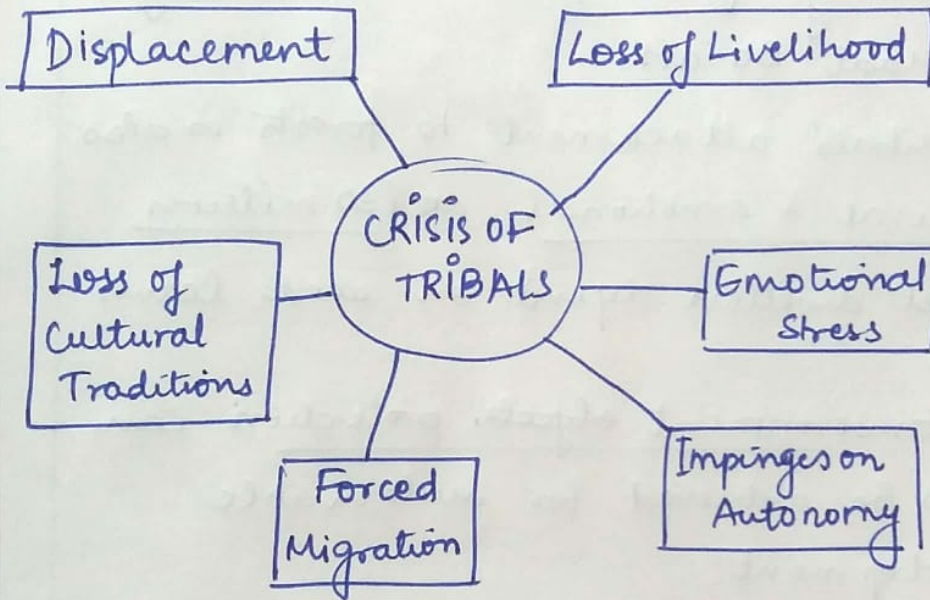 Displacement
Loss of Livelihood
CRISIS OF
TRIBALS
Loss of
Cultural
Traditions
Emotional
Stress
Forced
Migration
Impinges on
Autonomy